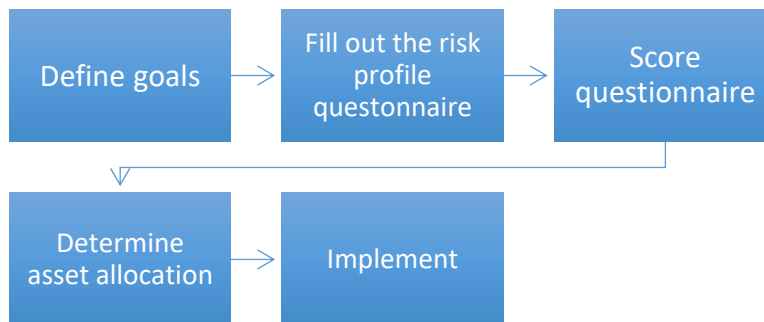 Define goals
Fill out the risk
profile
questonnaire
Score
questionnaire
Determine
asset allocation
Implement